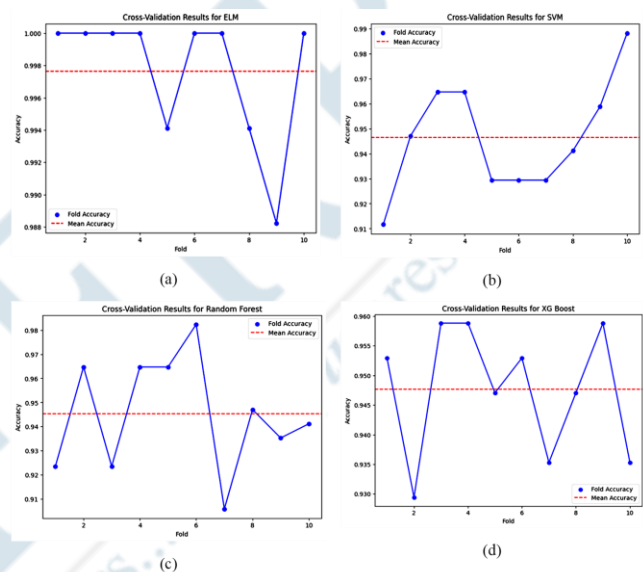 Cross-Validation Results for ELM
1.000
0.998
0.996
0.994
0.992
0.990
0.988
Accuracy
Fold Accuracy
Mean Accuracy
2 4 6 8 10
Fold
(a)
Cross-Validation Results for SVM
Fold Accuracy
Mean Accuracy
0.99
0.98
0.97
0.96
0.95
0.94
0.93
0.92
0.91
Accuracy
2 4 6 8 10
Fold
(b)
Cross-Validation Results for Random Forest
Fold Accuracy
Mean Accuracy
0.98
0.97
0.96
0.95
0.94
0.93
0.92
0.91
Accuracy
2 4 6 8 10
Fold
(c)
Cross-Validation Results for XG Boost
0.960
0.955
0.950
0.945
0.940
0.935
0.930
Accuracy
Fold Accuracy
Mean Accuracy
2 4 6 8 10
Fold
(d)